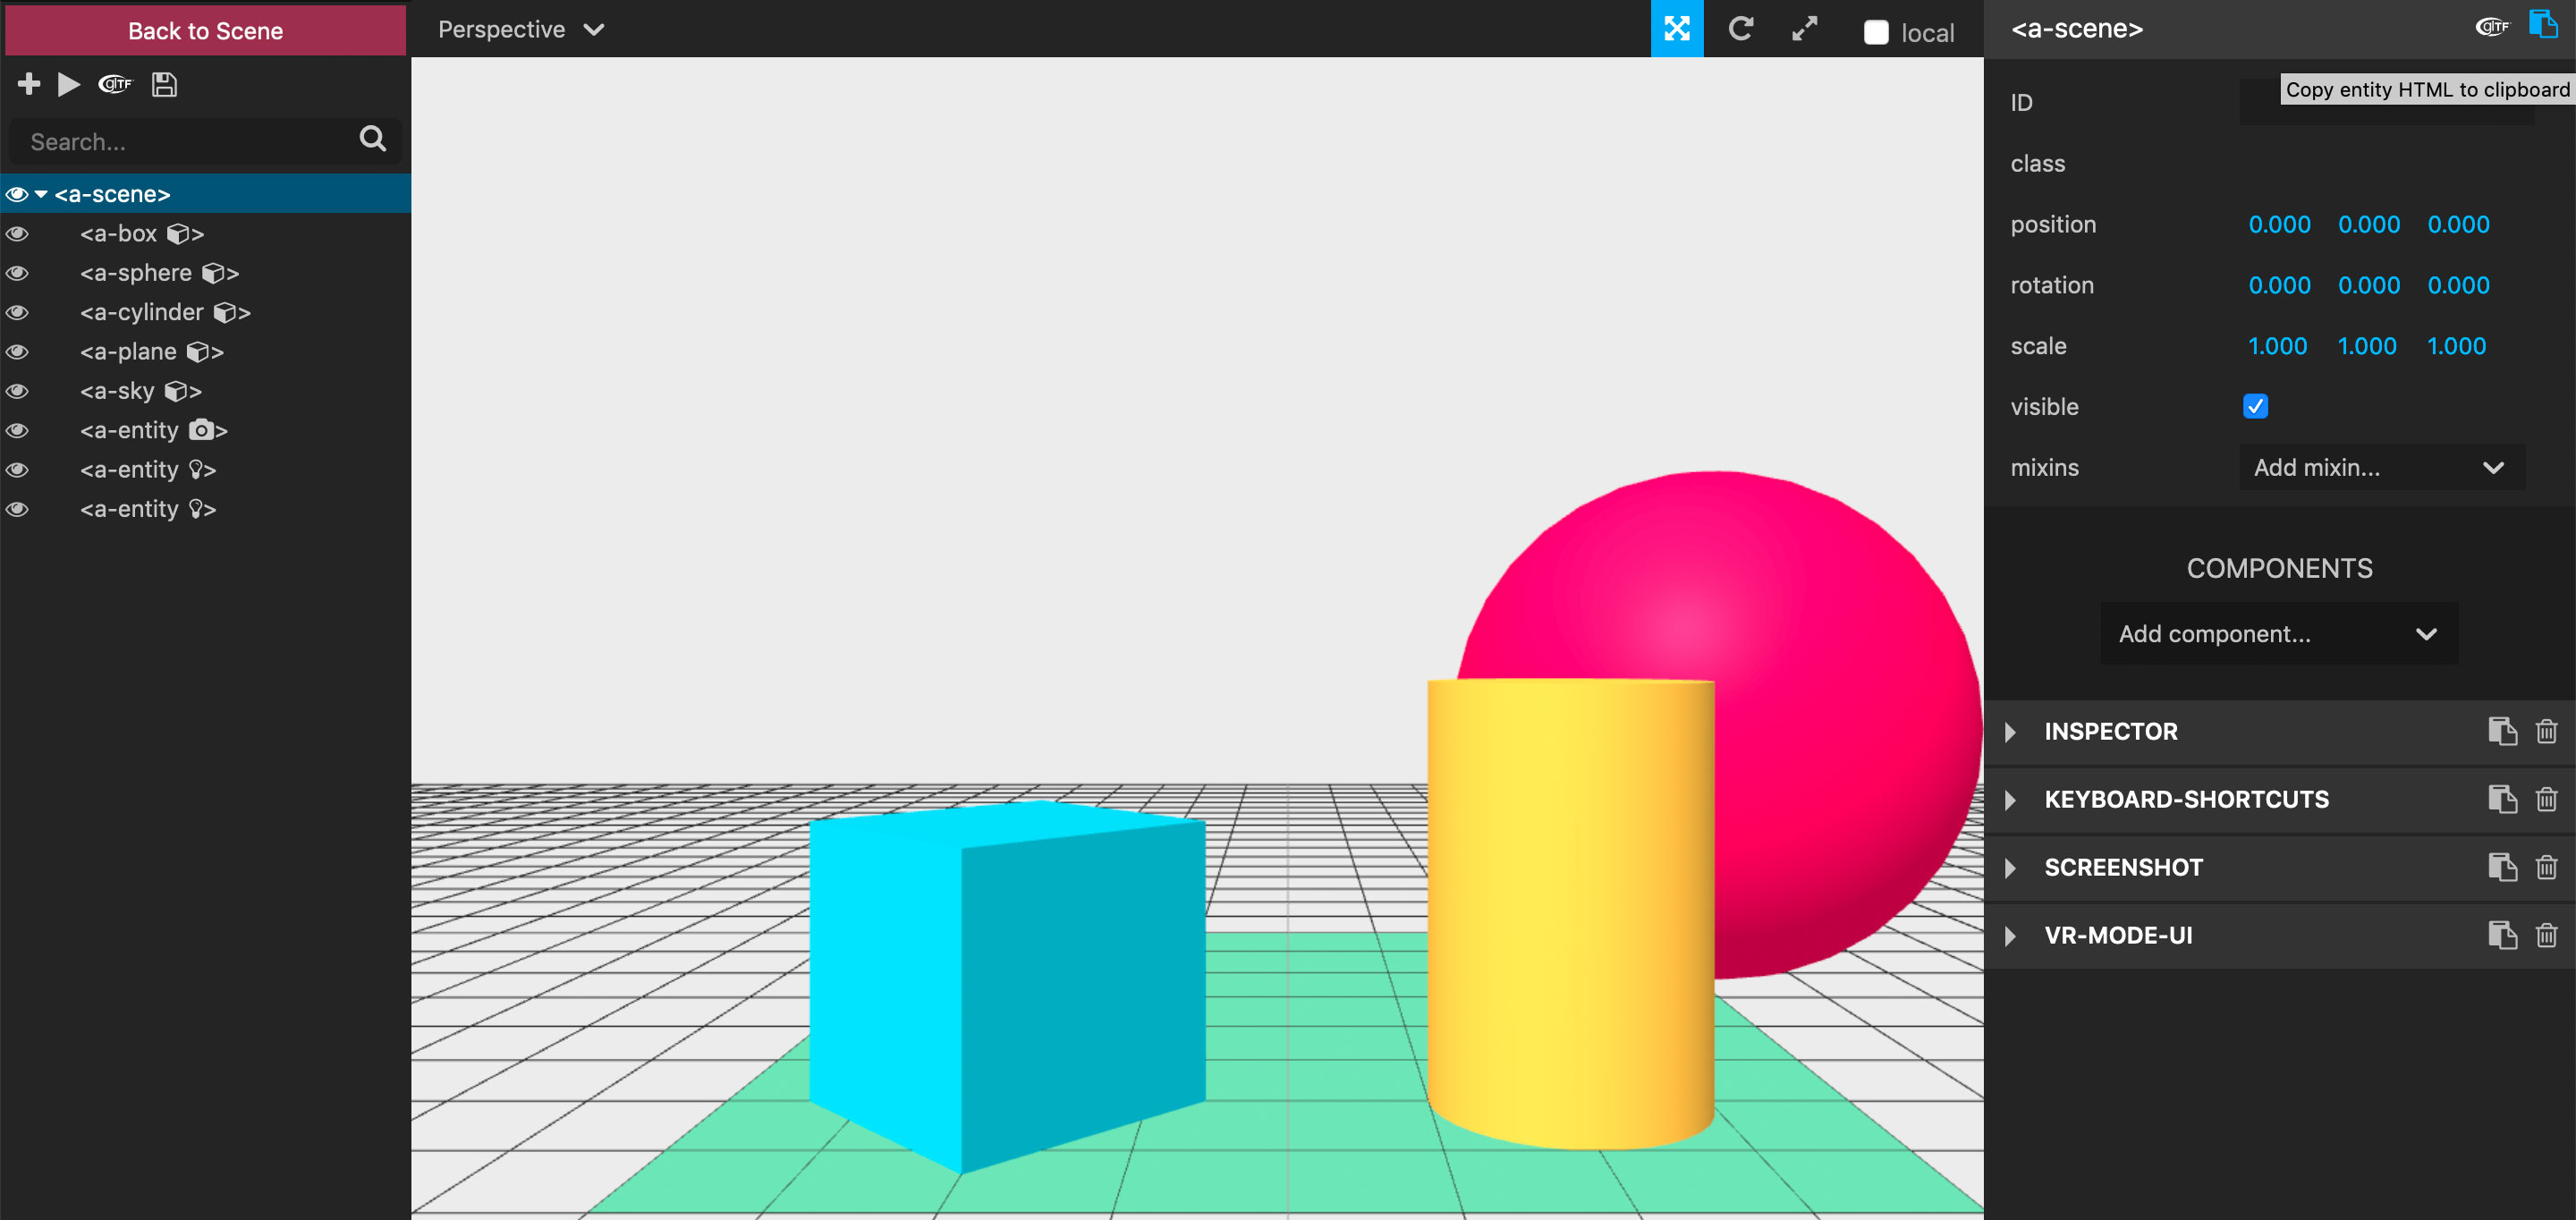 Back to Scene
Perspective
local
<a-scene>
glTF
glTF
Copy entity HTML to clipboard
Search...
<a-scene>
<a-box >
<a-sphere >
<a-cylinder >
<a-plane >
<a-sky >
<a-entity >
<a-entity >
<a-entity >
ID
class
position 0.000 0.000 0.000
rotation 0.000 0.000 0.000
scale 1.000 1.000 1.000
visible
mixins Add mixin...
COMPONENTS
Add component...
INSPECTOR
KEYBOARD-SHORTCUTS
SCREENSHOT
VR-MODE-UI